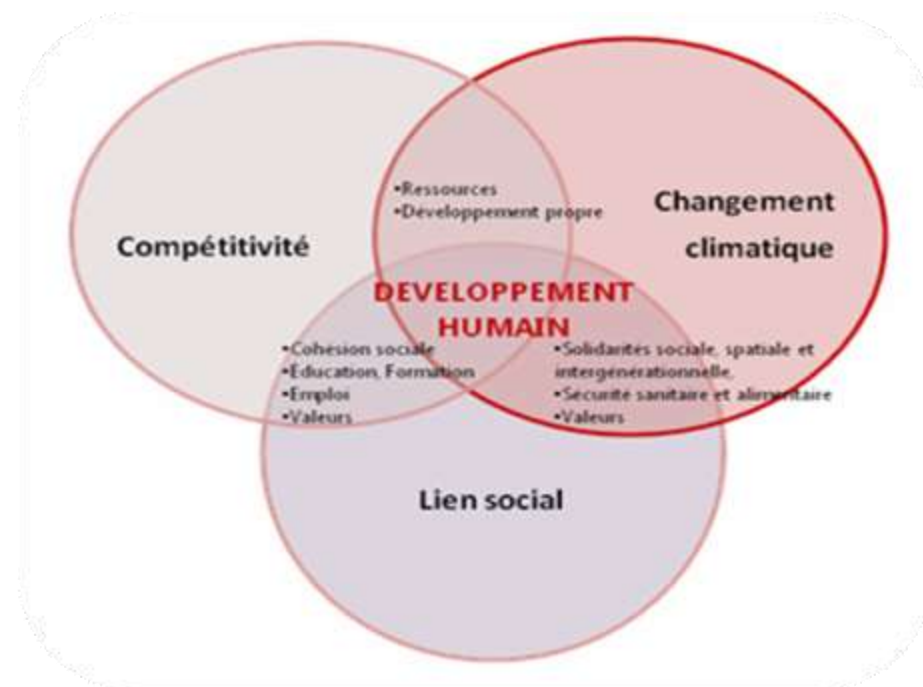 •Ressources
•Développement propre
Changement
climatique
Compétitivité
DEVELOPPEMENT
HUMAIN
•Cohésion sociale
•Education, Formation
•Emploi
•Valeurs
•Solidarités sociale, spatiale et
intergénérationnelle,
•Sécurité sanitaire et alimentaire
•Valeurs
Lien social